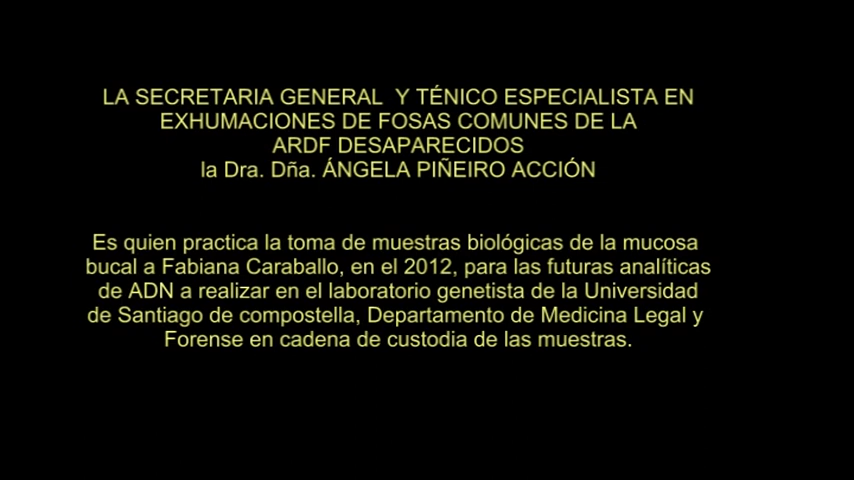 LA SECRETARIA GENERAL  Y TÉNICO ESPECIALISTA EN
EXHUMACIONES DE FOSAS COMUNES DE LA
ARDF DESAPARECIDOS
la Dra. Dña. ÁNGELA PIÑEIRO ACCIÓN
Es quien practica la toma de muestras biológicas de la mucosa
bucal a Fabiana Caraballo, en el 2012, para las futuras analíticas
de ADN a realizar en el laboratorio genetista de la Universidad
de Santiago de compostella, Departamento de Medicina Legal y
Forense en cadena de custodia de las muestras.